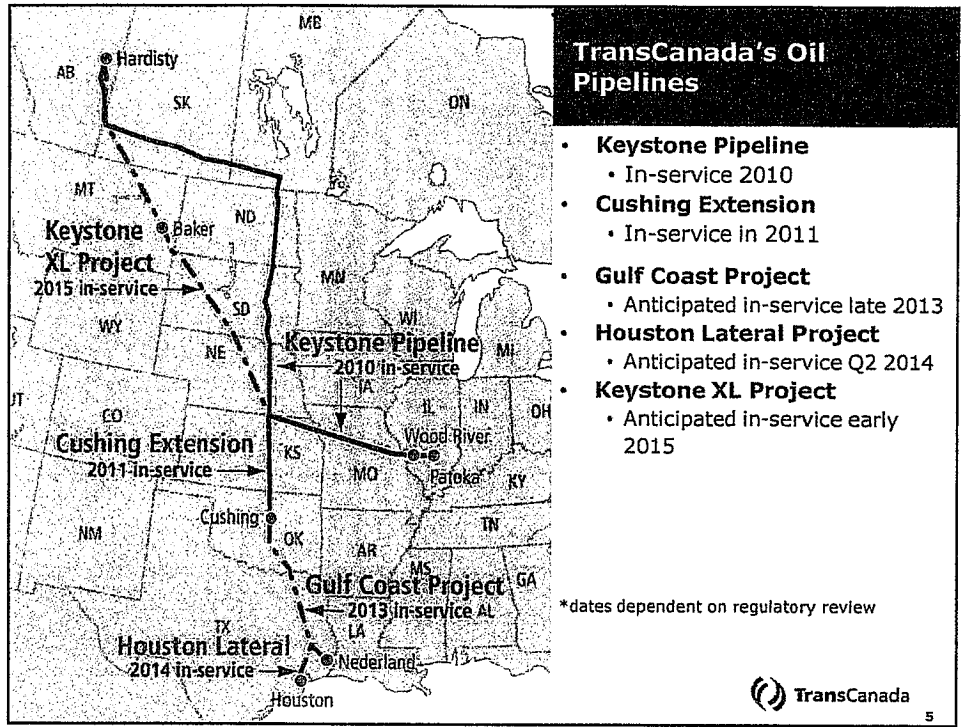 MB
Hardisty
AB
SK
ON
MT
ND
Keystone
XL Project
2015 in-service
Baker
MN
SD
WY
WI
NE
Keystone Pipeline
2010 in-service
MI
IA
UT
CO
IL
IN
OH
Cushing Extension
2011 in-service
KS
Wood River
MO
Patoka
KY
Cushing
TN
NM
OK
AR
MS
GA
Gulf Coast Project
2013 in-service
AL
TX
LA
Houston Lateral
2014 in-service
Nederland
Houston
TransCanada's Oil
Pipelines
• Keystone Pipeline
• In-service 2010
• Cushing Extension
• In-service in 2011
• Gulf Coast Project
• Anticipated in-service late 2013
• Houston Lateral Project
• Anticipated in-service Q2 2014
• Keystone XL Project
• Anticipated in-service early
2015
*dates dependent on regulatory review
TransCanada
5